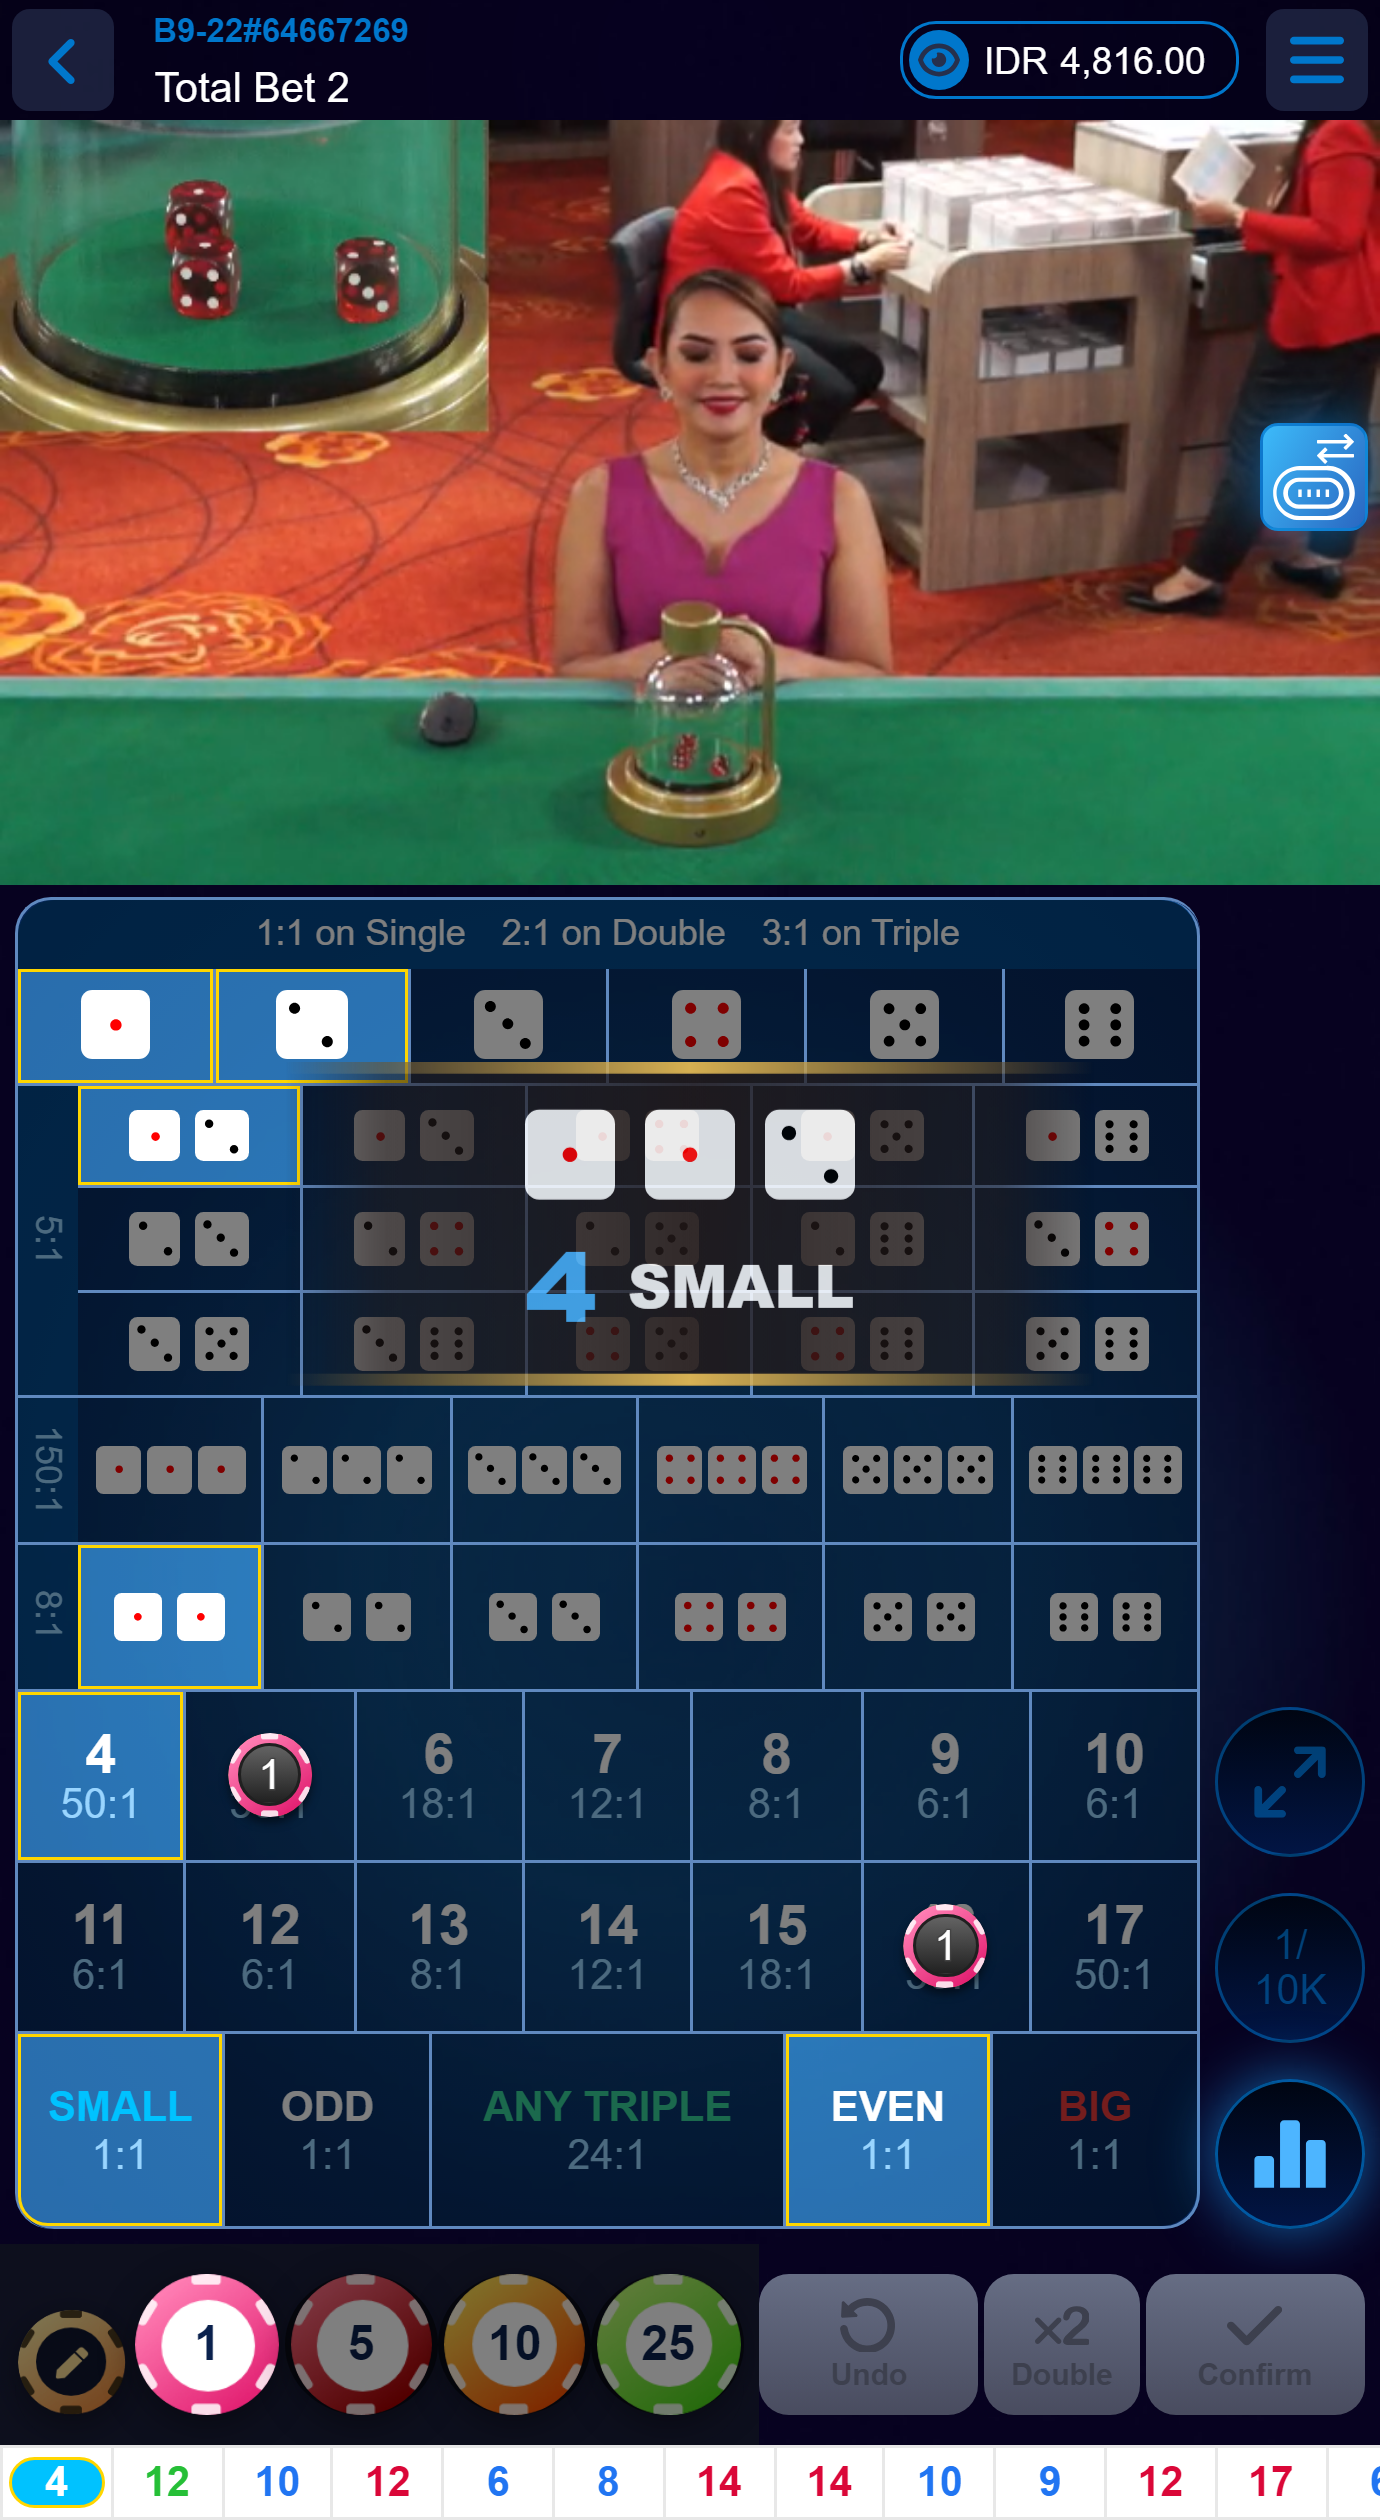 B9-22#64667269
Total Bet 2
IDR 4,816.00
1:1 on Single 2:1 on Double 3:1 on Triple
5:1
4 SMALL
150:1
8:1
4 1 6 7 8 9 10
50:1 18:1 12:1 8:1 6:1 6:1
11 12 13 14 15 1 17
6:1 6:1 8:1 12:1 18:1 50:1
SMALL ODD ANY TRIPLE EVEN BIG
1:1 1:1 24:1 1:1 1:1
1/
10K
1 5 10 25
x2
Undo Double Confirm
4 12 10 12 6 8 14 14 10 9 12 17